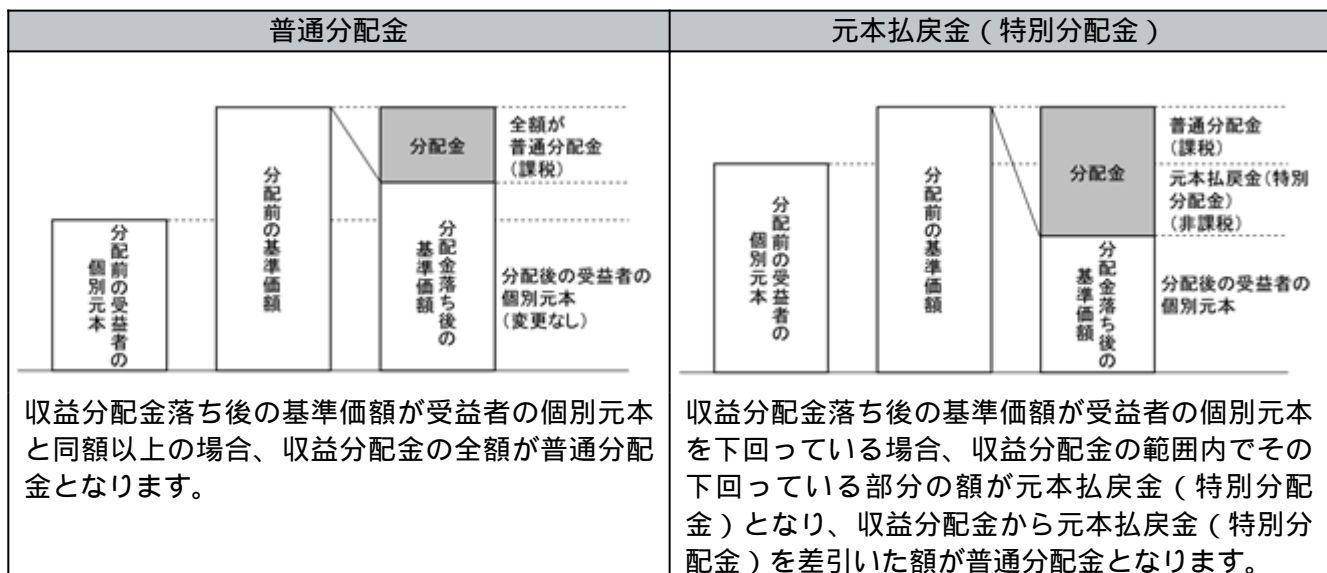 普通分配金
分配前の受益者の
個別元本
分配前の基準価額
分配金
分配金落ち後の
基準価額
全額が
普通分配金
(課税)
分配後の受益者の
個別元本
(変更なし)
収益分配金落ち後の基準価額が受益者の個別元本
と同額以上の場合、収益分配金の全額が普通分配
金となります。
元本払戻金(特別分配金)
分配前の受益者の
個別元本
分配前の基準価額
分配金
分配金落ち後の
基準価額
普通分配金
(課税)
元本払戻金(特別
分配金)
(非課税)
分配後の受益者の
個別元本
収益分配金落ち後の基準価額が受益者の個別元本
を下回っている場合、収益分配金の範囲内でその
下回っている部分の額が元本払戻金(特別分配
金)となり、収益分配金から元本払戻金(特別分
配金)を差引いた額が普通分配金となります。